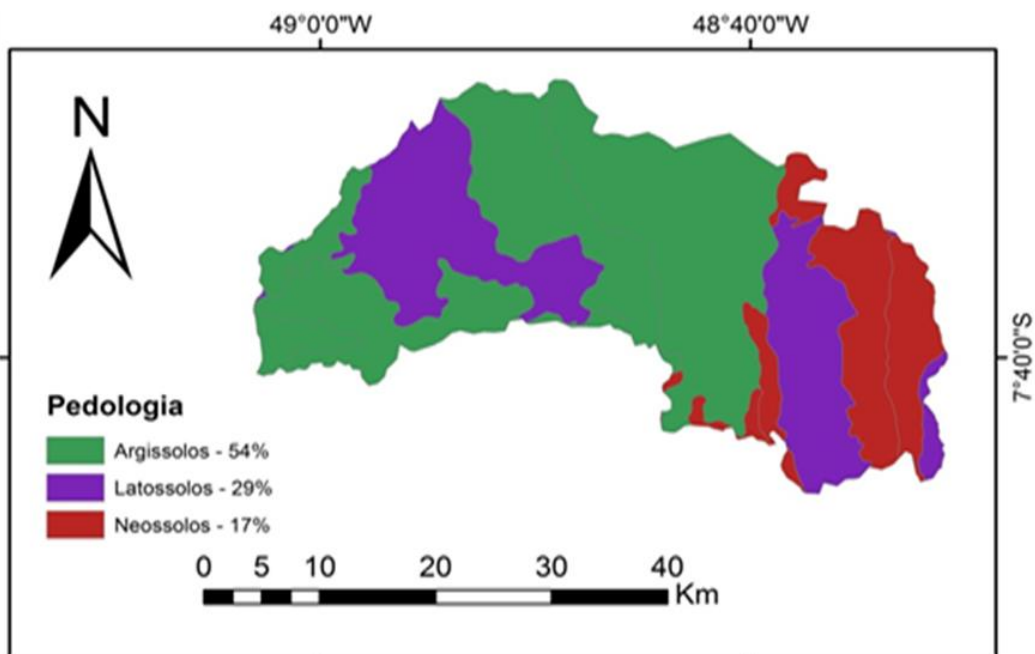 49°0'0"W
48°40'0"W
N
7°40'0"S
Pedologia
Argissolos - 54%
Latossolos - 29%
Neossolos - 17%
0 5 10 20 30 40
Km